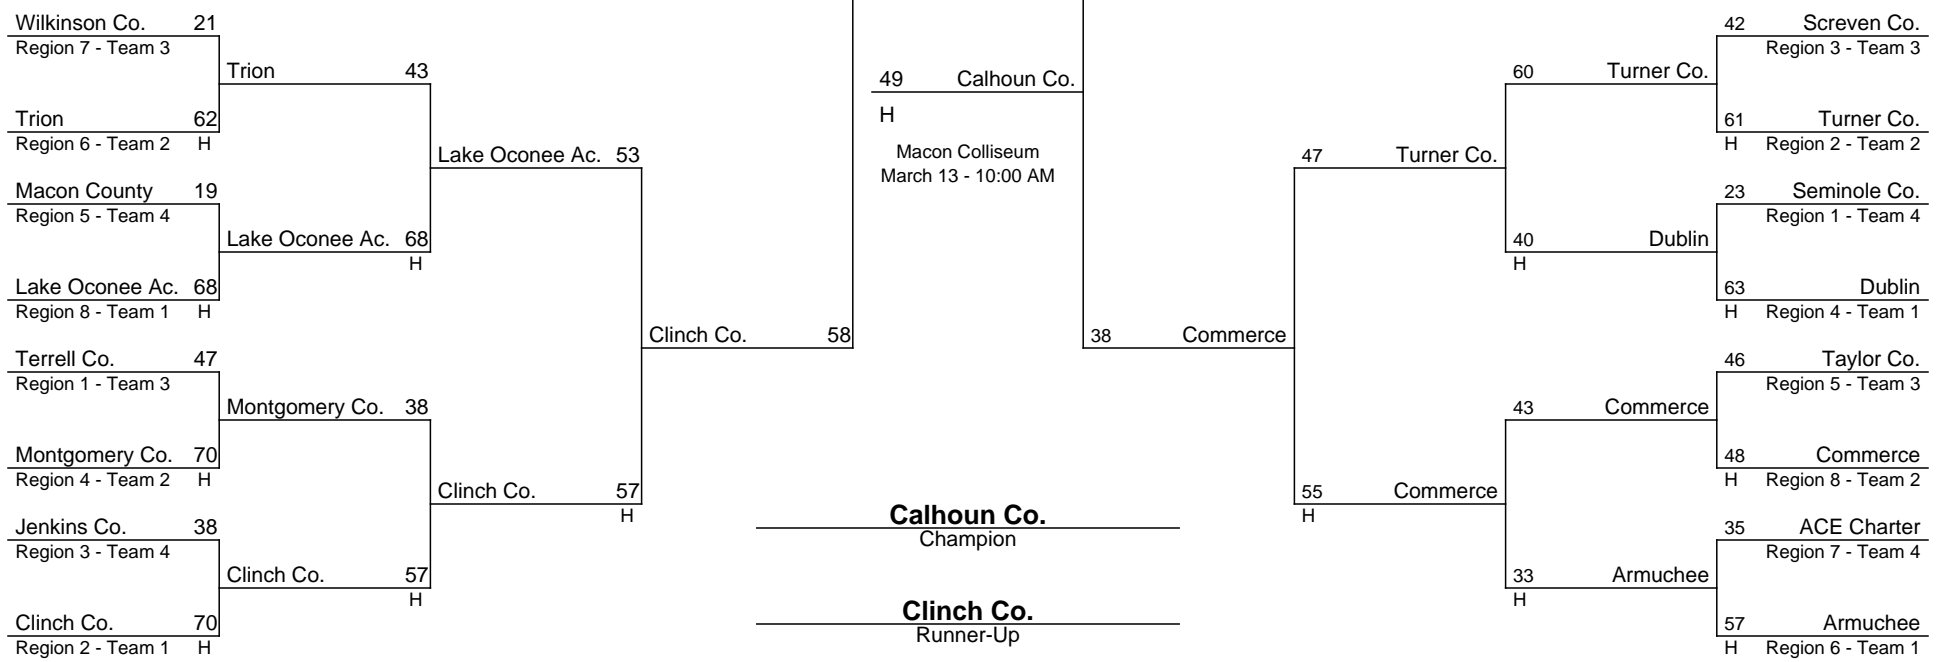 Wilkinson Co. 21
Region 7 - Team 3
Trion 43
Trion 62
Region 6 - Team 2 H
Lake Oconee Ac. 53
Macon County 19
Region 5 - Team 4
Lake Oconee Ac. 68
H
Lake Oconee Ac. 68
Region 8 - Team 1 H
Clinch Co. 58
Terrell Co. 47
Region 1 - Team 3
Montgomery Co. 38
Montgomery Co. 70
Region 4 - Team 2 H
Clinch Co. 57
H
Jenkins Co. 38
Region 3 - Team 4
Clinch Co. 57
H
Clinch Co. 70
Region 2 - Team 1 H
49 Calhoun Co.
H
Macon Colliseum
March 13 - 10:00 AM
Calhoun Co.
Champion
Clinch Co.
Runner-Up
42 Screven Co.
Region 3 - Team 3
60 Turner Co.
61 Turner Co.
H Region 2 - Team 2
47 Turner Co.
23 Seminole Co.
Region 1 - Team 4
40 Dublin
H
63 Dublin
H Region 4 - Team 1
38 Commerce
46 Taylor Co.
Region 5 - Team 3
43 Commerce
48 Commerce
H Region 8 - Team 2
55 Commerce
H
35 ACE Charter
Region 7 - Team 4
33 Armuchee
H
57 Armuchee
H Region 6 - Team 1